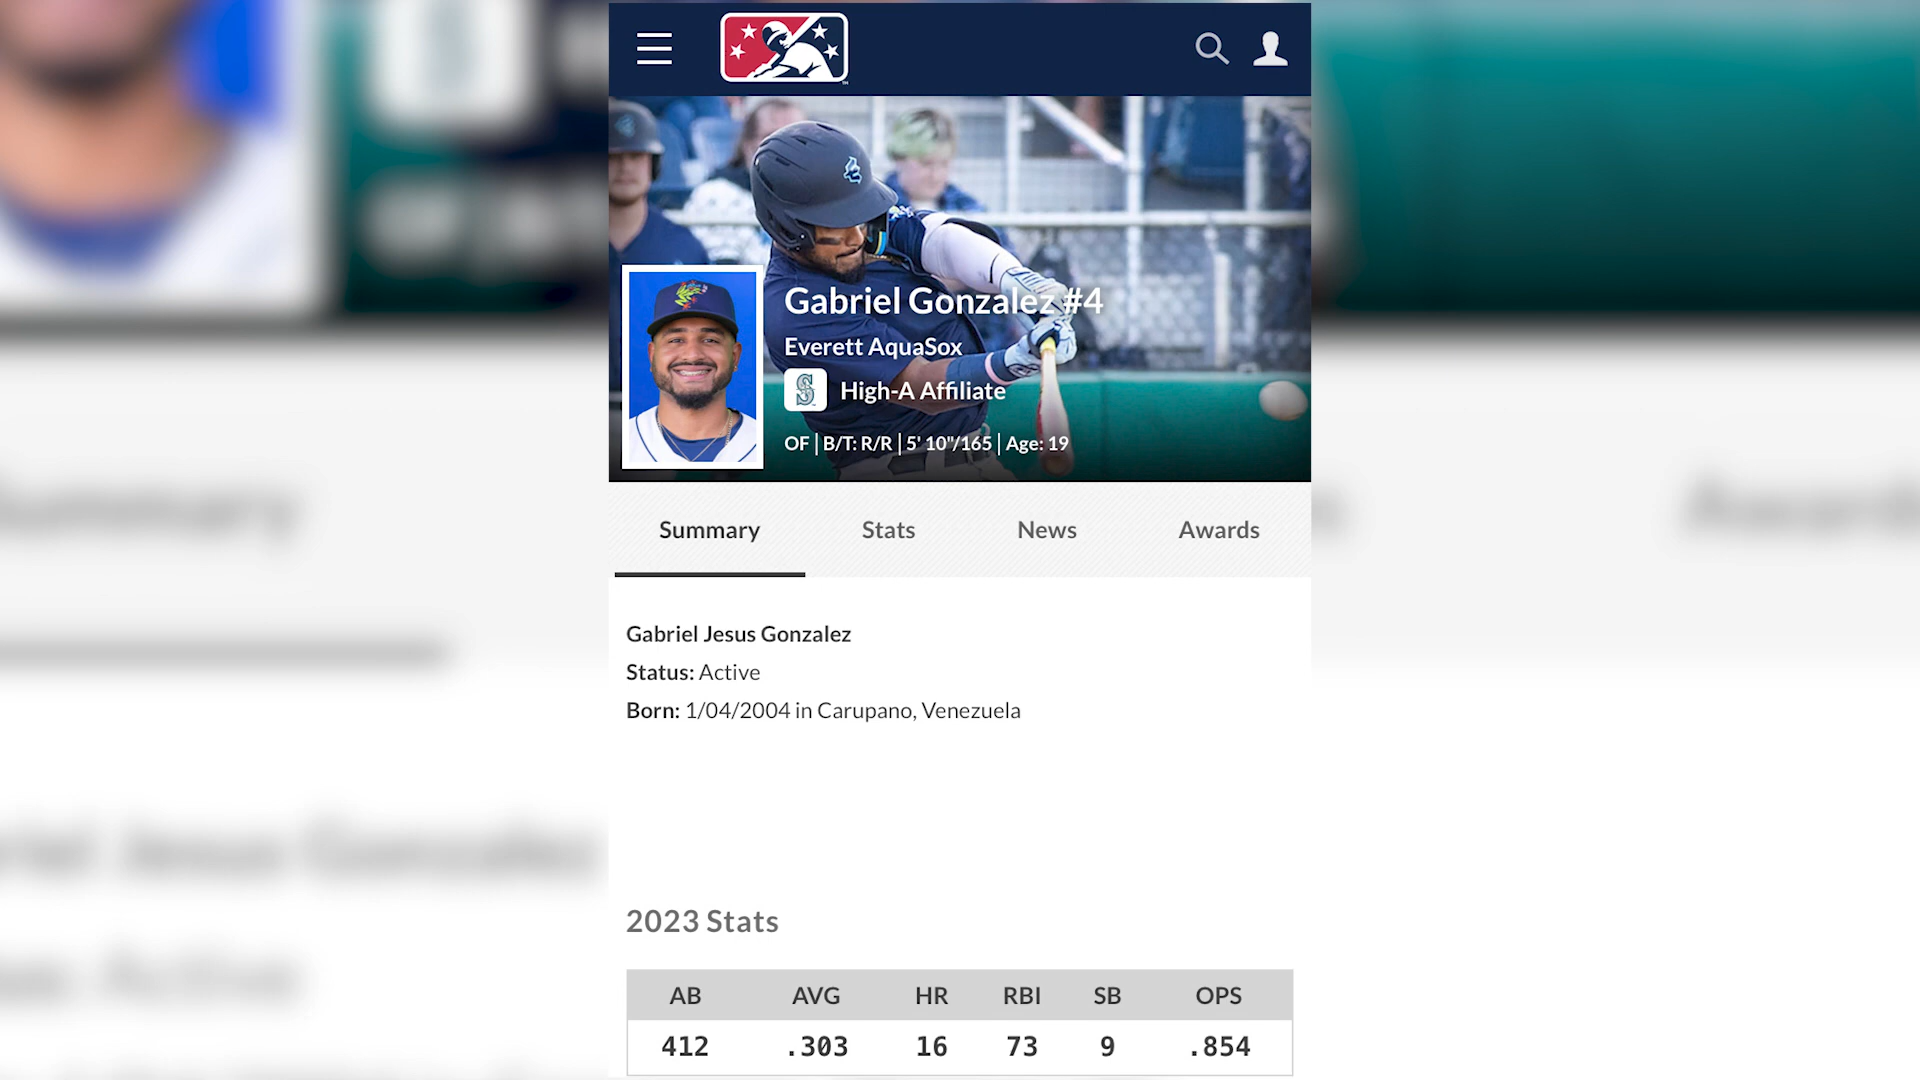 Gabriel Gonzalez #4
Everett AquaSox
High-A Affiliate
OF | B/T: R/R | 5' 10"/165 | Age: 19
Summary Stats News Awards
Gabriel Jesus Gonzalez
Status: Active
Born: 1/04/2004 in Carupano, Venezuela
2023 Stats
AB AVG HR RBI SB OPS
412 .303 16 73 9 .854